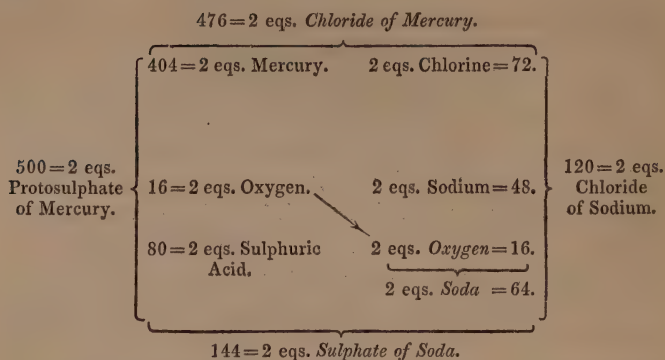 476=2 eqs. Chloride of Mercury.
404=2 eqs. Mercury. 2 eqs. Chlorine=72.
500=2 eqs.
Protosulphate
of Mercury.
16=2 eqs. Oxygen. 2 eqs. Sodium=48.
120=2 eqs.
Chloride
of Sodium.
80=2 eqs. Sulphuric
Acid.
2 eqs. Oxygen=16.
2 eqs. Soda =64.
144=2 eqs. Sulphate of Soda.